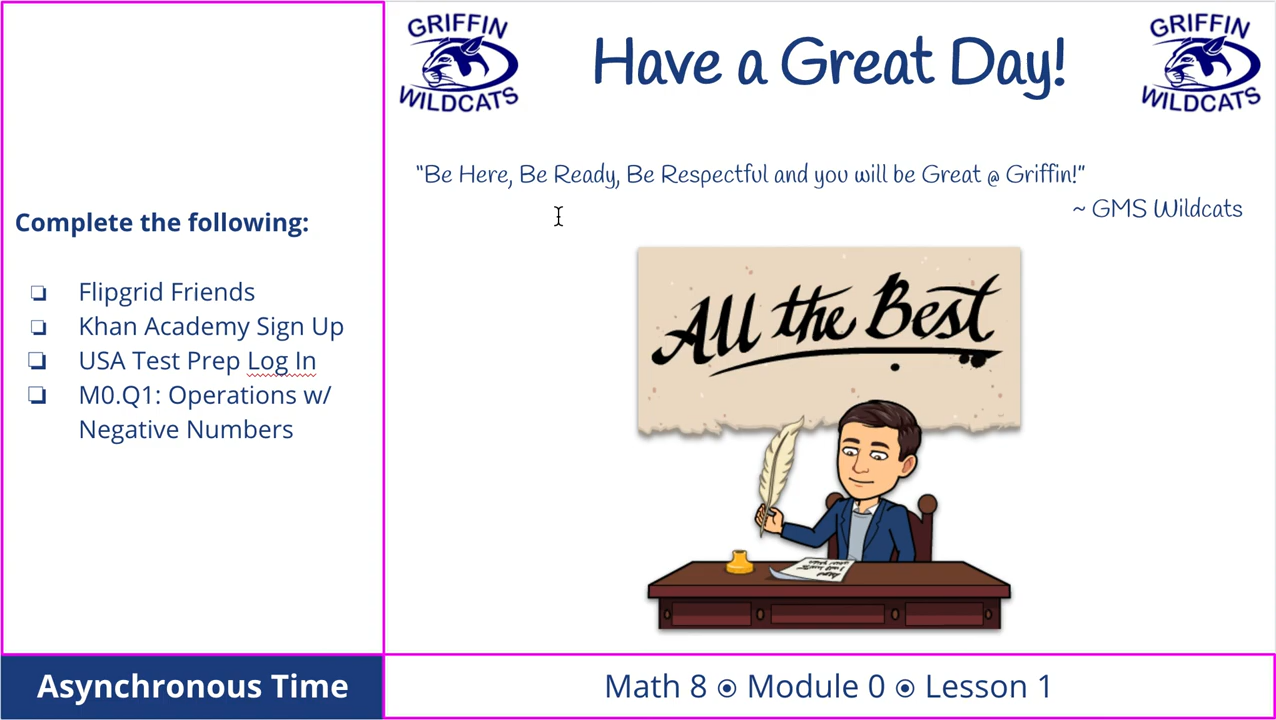 GRIFFIN
WILDCATS
Have a Great Day!
GRIFFIN
WILDCATS
“Be Here, Be Ready, Be Respectful and you will be Great @ Griffin!”
~ GMS Wildcats
Complete the following:
❏ Flipgrid Friends
❏ Khan Academy Sign Up
❏ USA Test Prep Log In
❏ M0.Q1: Operations w/
Negative Numbers
All the Best
Asynchronous Time
Math 8 ⦿ Module 0 ⦿ Lesson 1